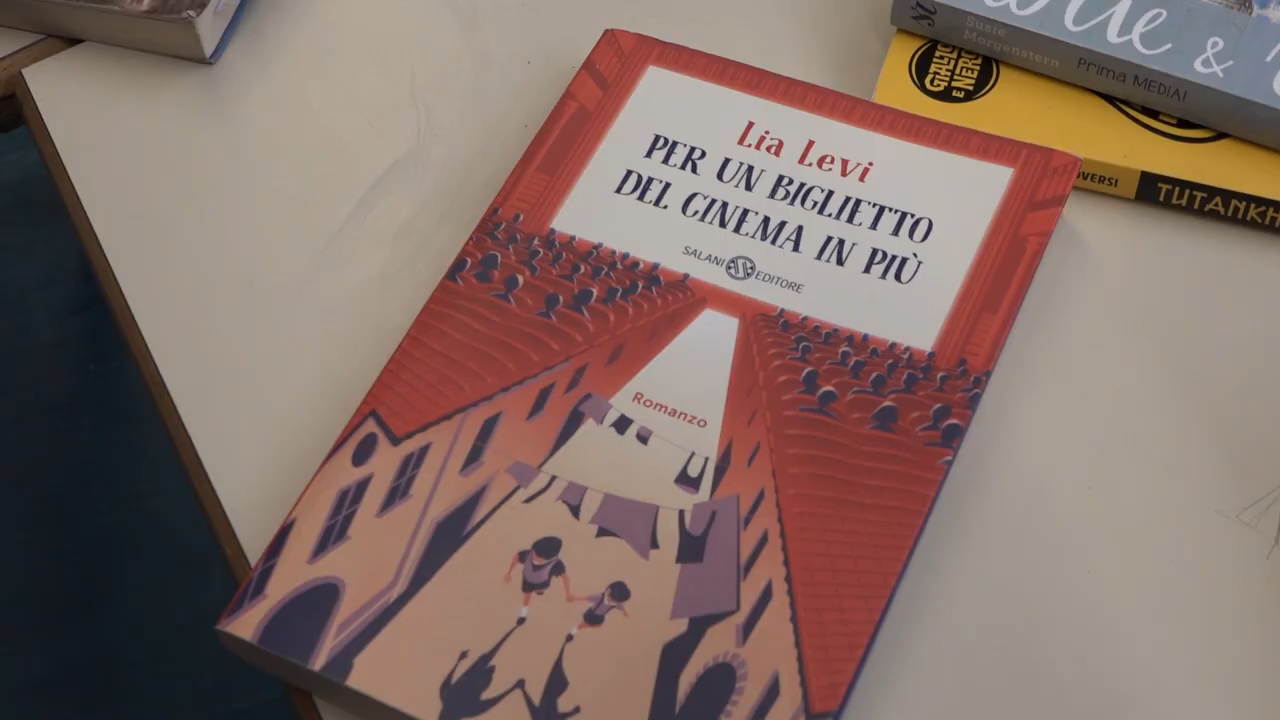 Lia Levi
PER UN BIGLIETTO
DEL CINEMA IN PIÙ
SALANI EDITORE
Romanzo
&
Susie
Morgenstern
Prima MEDIA!
GIALLO
E NERO
TUTANKH